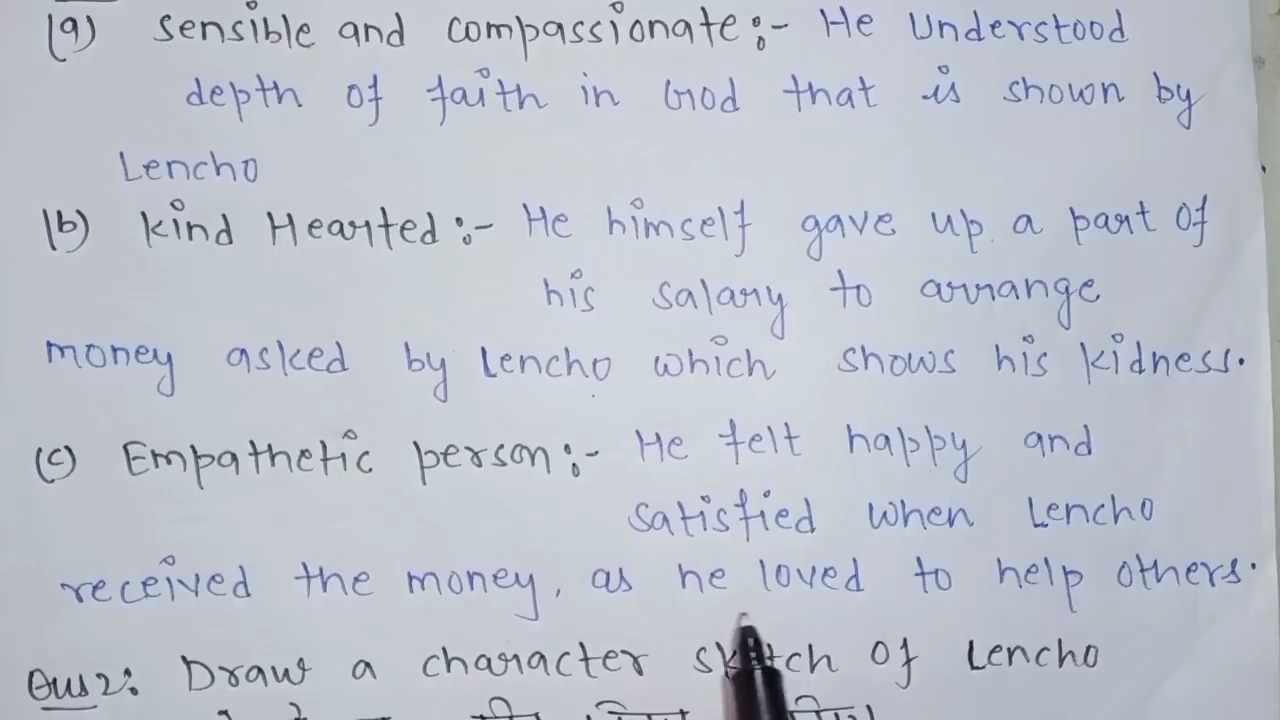 (a) Sensible and compassionate:- He Understood
depth of faith in God that is shown by
Lencho
(b) Kind Hearted:- He himself gave up a part of
his salary to arrange
money asked by Lencho which shows his kidness.
(c) Empathetic person:- He felt happy and
satisfied when Lencho
received the money, as he loved to help others.
Ques 2: Draw a character sketch of Lencho